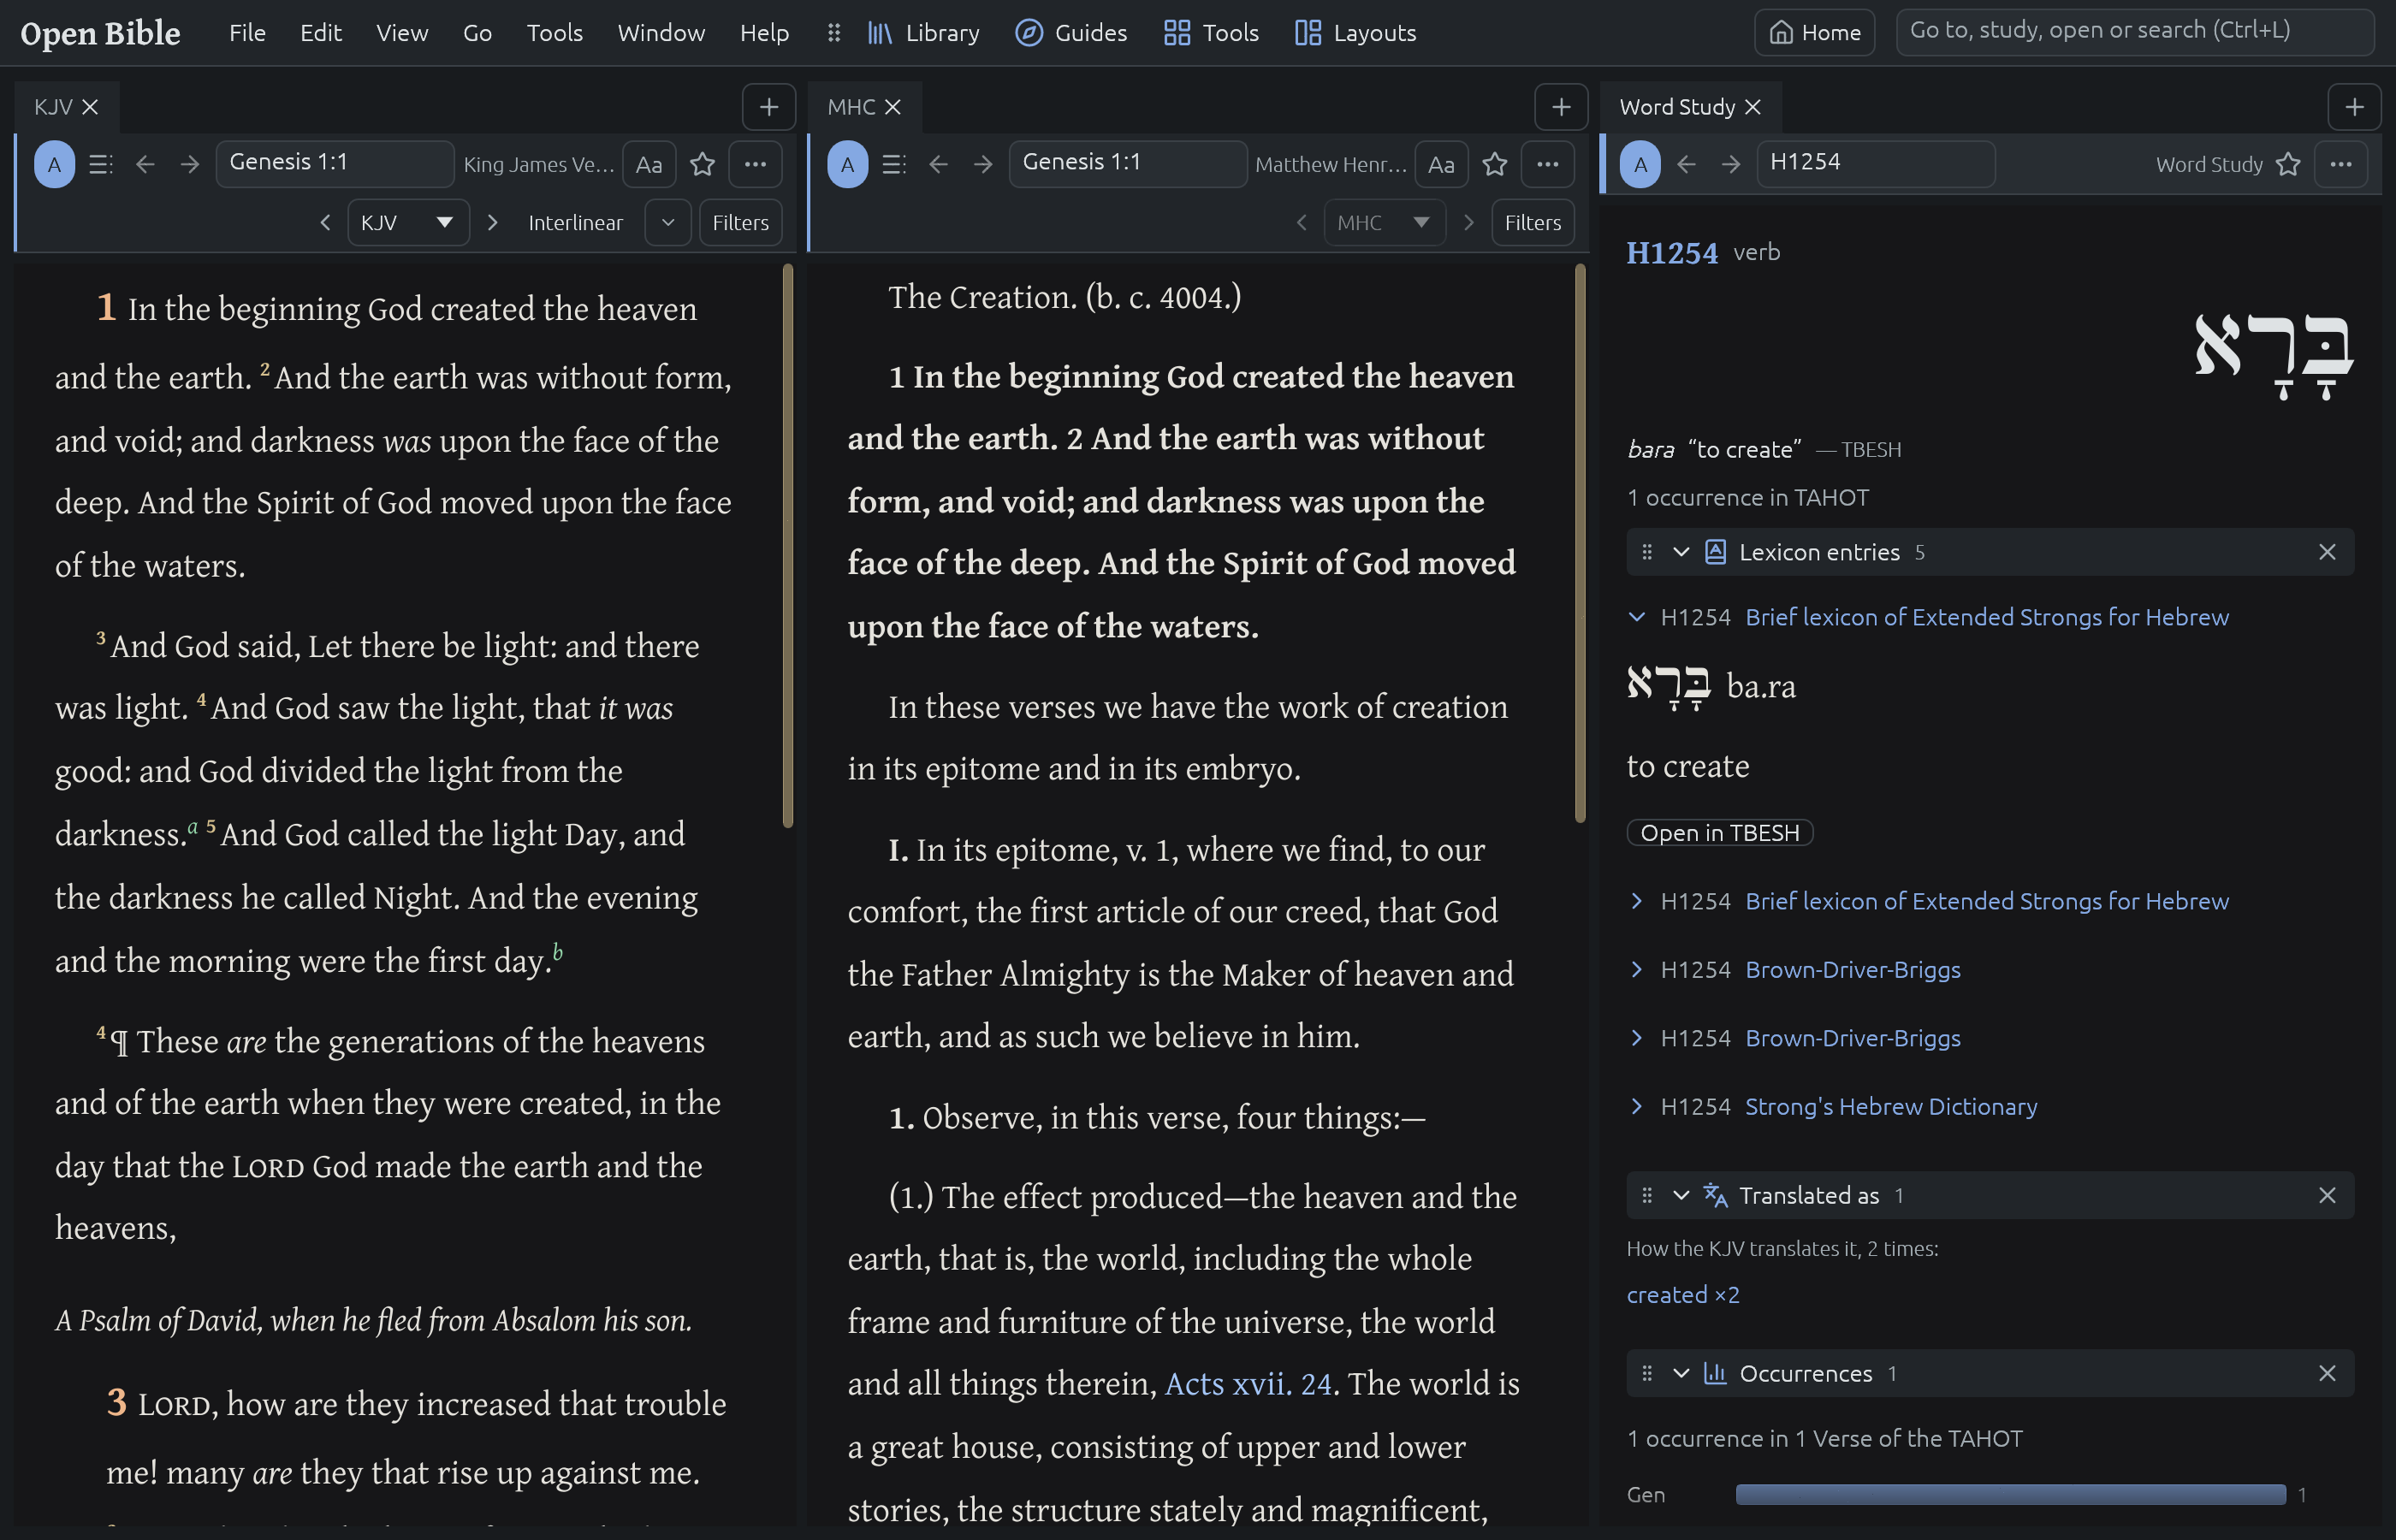 Open Bible File Edit View Go Tools Window Help Library Guides Tools Layouts Home Go to, study, open or search (Ctrl+L)
KJV
A Genesis 1:1 King James Ve... Aa ...
KJV Interlinear Filters
1 In the beginning God created the heaven
and the earth. 2 And the earth was without form,
and void; and darkness was upon the face of the
deep. And the Spirit of God moved upon the face
of the waters.
3 And God said, Let there be light: and there
was light. 4 And God saw the light, that it was
good: and God divided the light from the
darkness.a 5 And God called the light Day, and
the darkness he called Night. And the evening
and the morning were the first day.b
4 ¶ These are the generations of the heavens
and of the earth when they were created, in the
day that the LORD God made the earth and the
heavens,
A Psalm of David, when he fled from Absalom his son.
3 LORD, how are they increased that trouble
me! many are they that rise up against me.
MHC
A Genesis 1:1 Matthew Henr... Aa ...
MHC Filters
The Creation. (b. c. 4004.)
1 In the beginning God created the heaven
and the earth. 2 And the earth was without
form, and void; and darkness was upon the
face of the deep. And the Spirit of God moved
upon the face of the waters.
In these verses we have the work of creation
in its epitome and in its embryo.
I. In its epitome, v. 1, where we find, to our
comfort, the first article of our creed, that God
the Father Almighty is the Maker of heaven and
earth, and as such we believe in him.
1. Observe, in this verse, four things:—
(1.) The effect produced—the heaven and the
earth, that is, the world, including the whole
frame and furniture of the universe, the world
and all things therein, Acts xvii. 24. The world is
a great house, consisting of upper and lower
stories, the structure stately and magnificent,
Word Study
A H1254 Word Study ...
H1254 verb
בָּרָא
bara “to create” — TBESH
1 occurrence in TAHOT
Lexicon entries 5
H1254 Brief lexicon of Extended Strongs for Hebrew
בָּרָא ba.ra
to create
Open in TBESH
H1254 Brief lexicon of Extended Strongs for Hebrew
H1254 Brown-Driver-Briggs
H1254 Brown-Driver-Briggs
H1254 Strong's Hebrew Dictionary
Translated as 1
How the KJV translates it, 2 times:
created ×2
Occurrences 1
1 occurrence in 1 Verse of the TAHOT
Gen 1